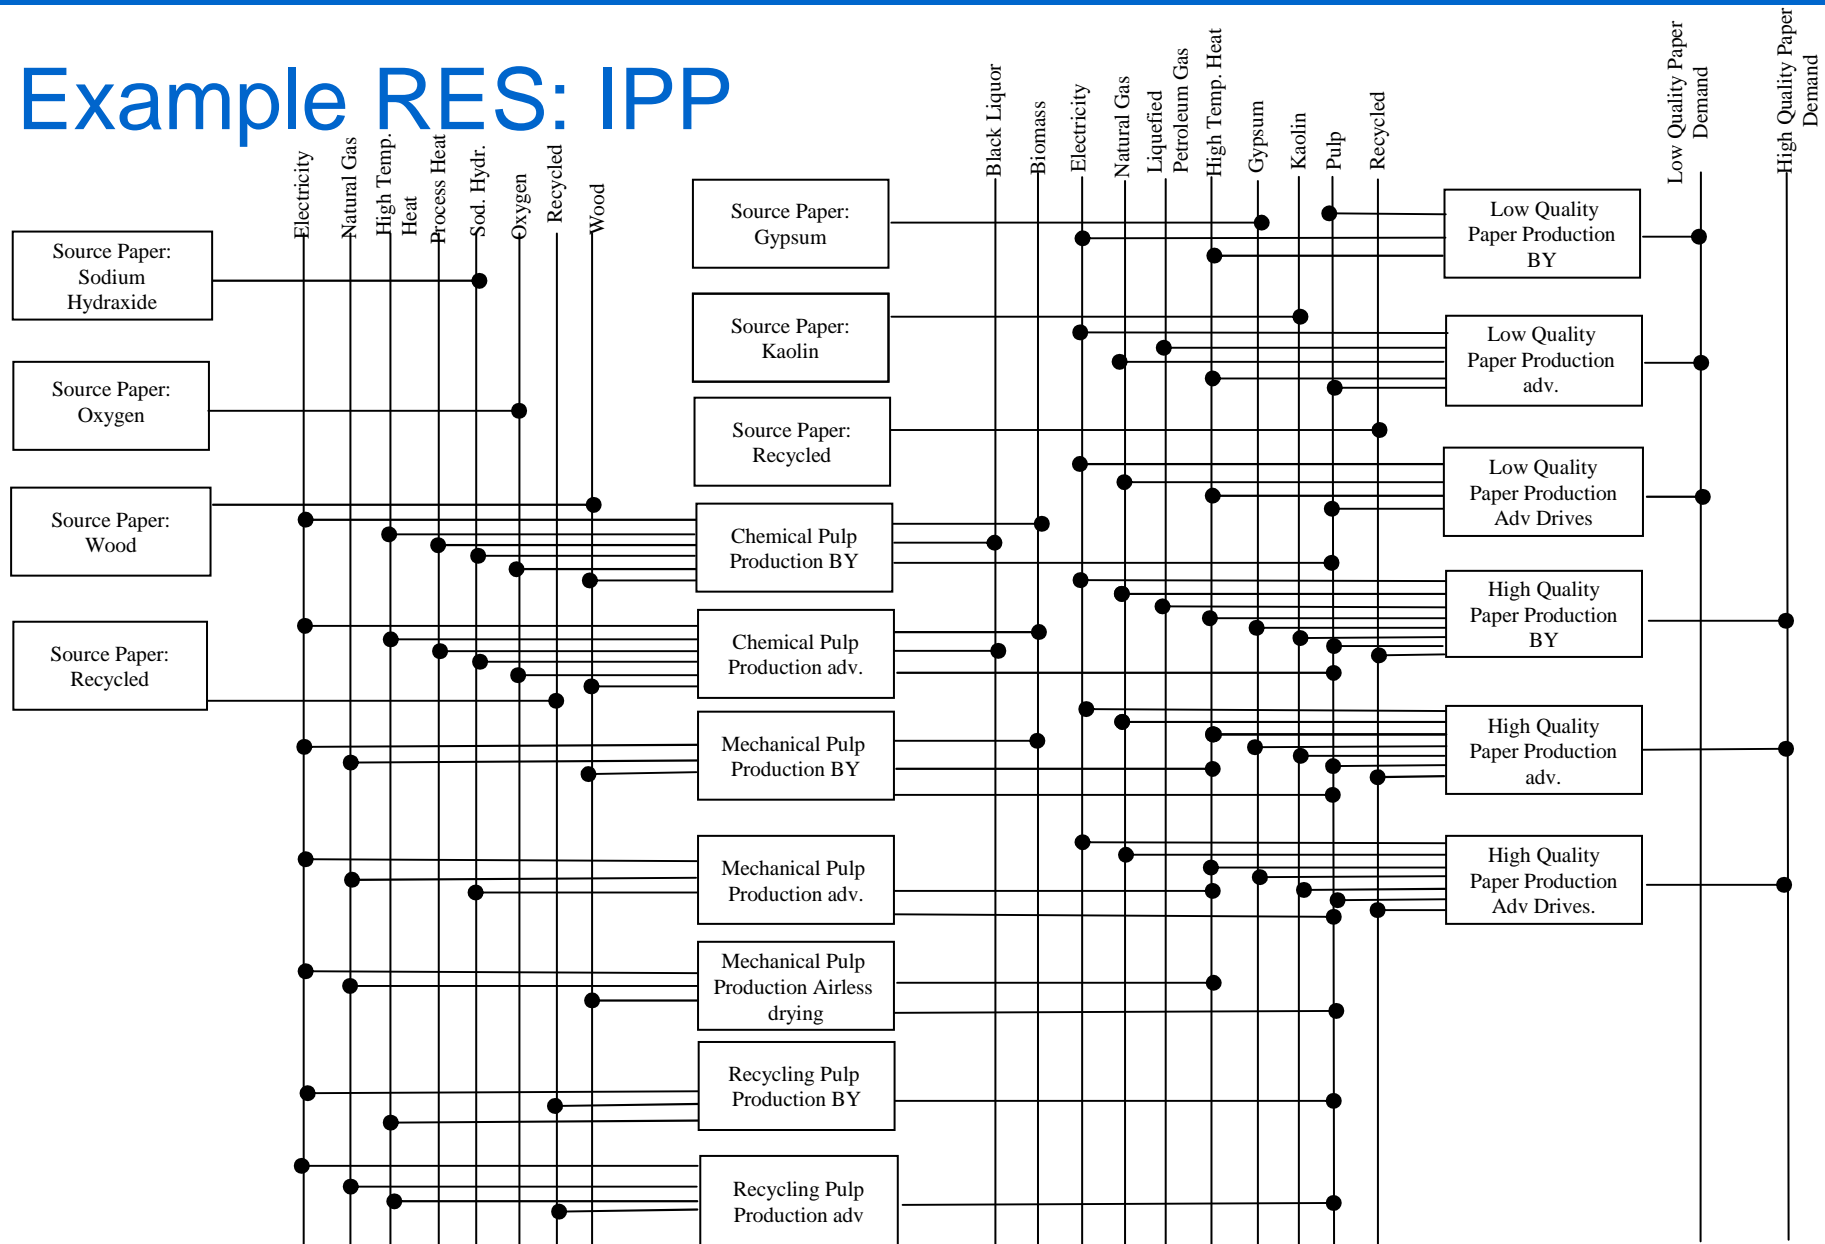 Example RES: IPP
Electricity
Natural Gas
High Temp.
Heat
Process Heat
Sod. Hydr.
Oxygen
Recycled
Wood
Black Liquor
Biomass
Electricity
Natural Gas
Liquefied
Petroleum Gas
High Temp. Heat
Gypsum
Kaolin
Pulp
Recycled
Low Quality Paper
Demand
High Quality Paper
Demand
Source Paper:
Sodium
Hydraxide
Source Paper:
Oxygen
Source Paper:
Wood
Source Paper:
Recycled
Source Paper:
Gypsum
Source Paper:
Kaolin
Source Paper:
Recycled
Chemical Pulp
Production BY
Chemical Pulp
Production adv.
Mechanical Pulp
Production BY
Mechanical Pulp
Production adv.
Mechanical Pulp
Production Airless
drying
Recycling Pulp
Production BY
Recycling Pulp
Production adv
Low Quality
Paper Production
BY
Low Quality
Paper Production
adv.
Low Quality
Paper Production
Adv Drives
High Quality
Paper Production
BY
High Quality
Paper Production
adv.
High Quality
Paper Production
Adv Drives.